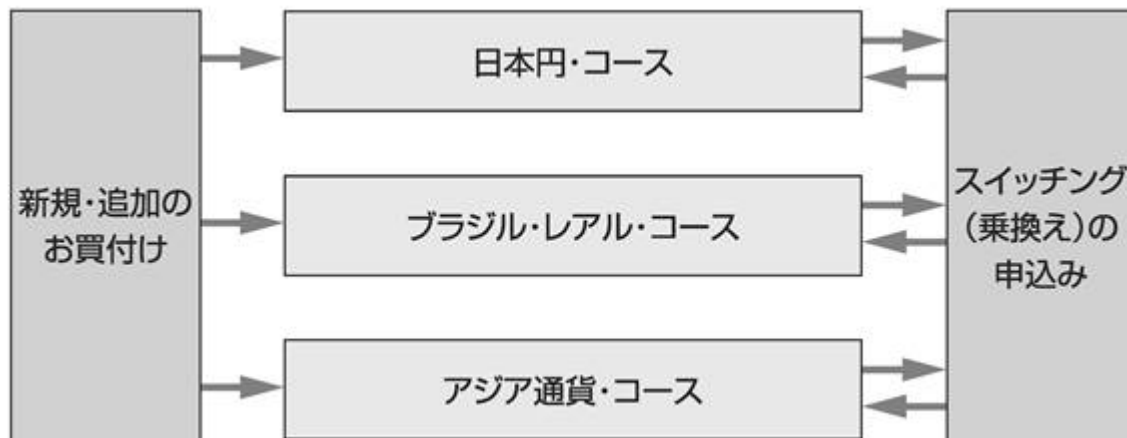 新規・追加の
お買付け
日本円・コース
ブラジル・レアル・コース
アジア通貨・コース
スイッチング
(乗換え)の
申込み